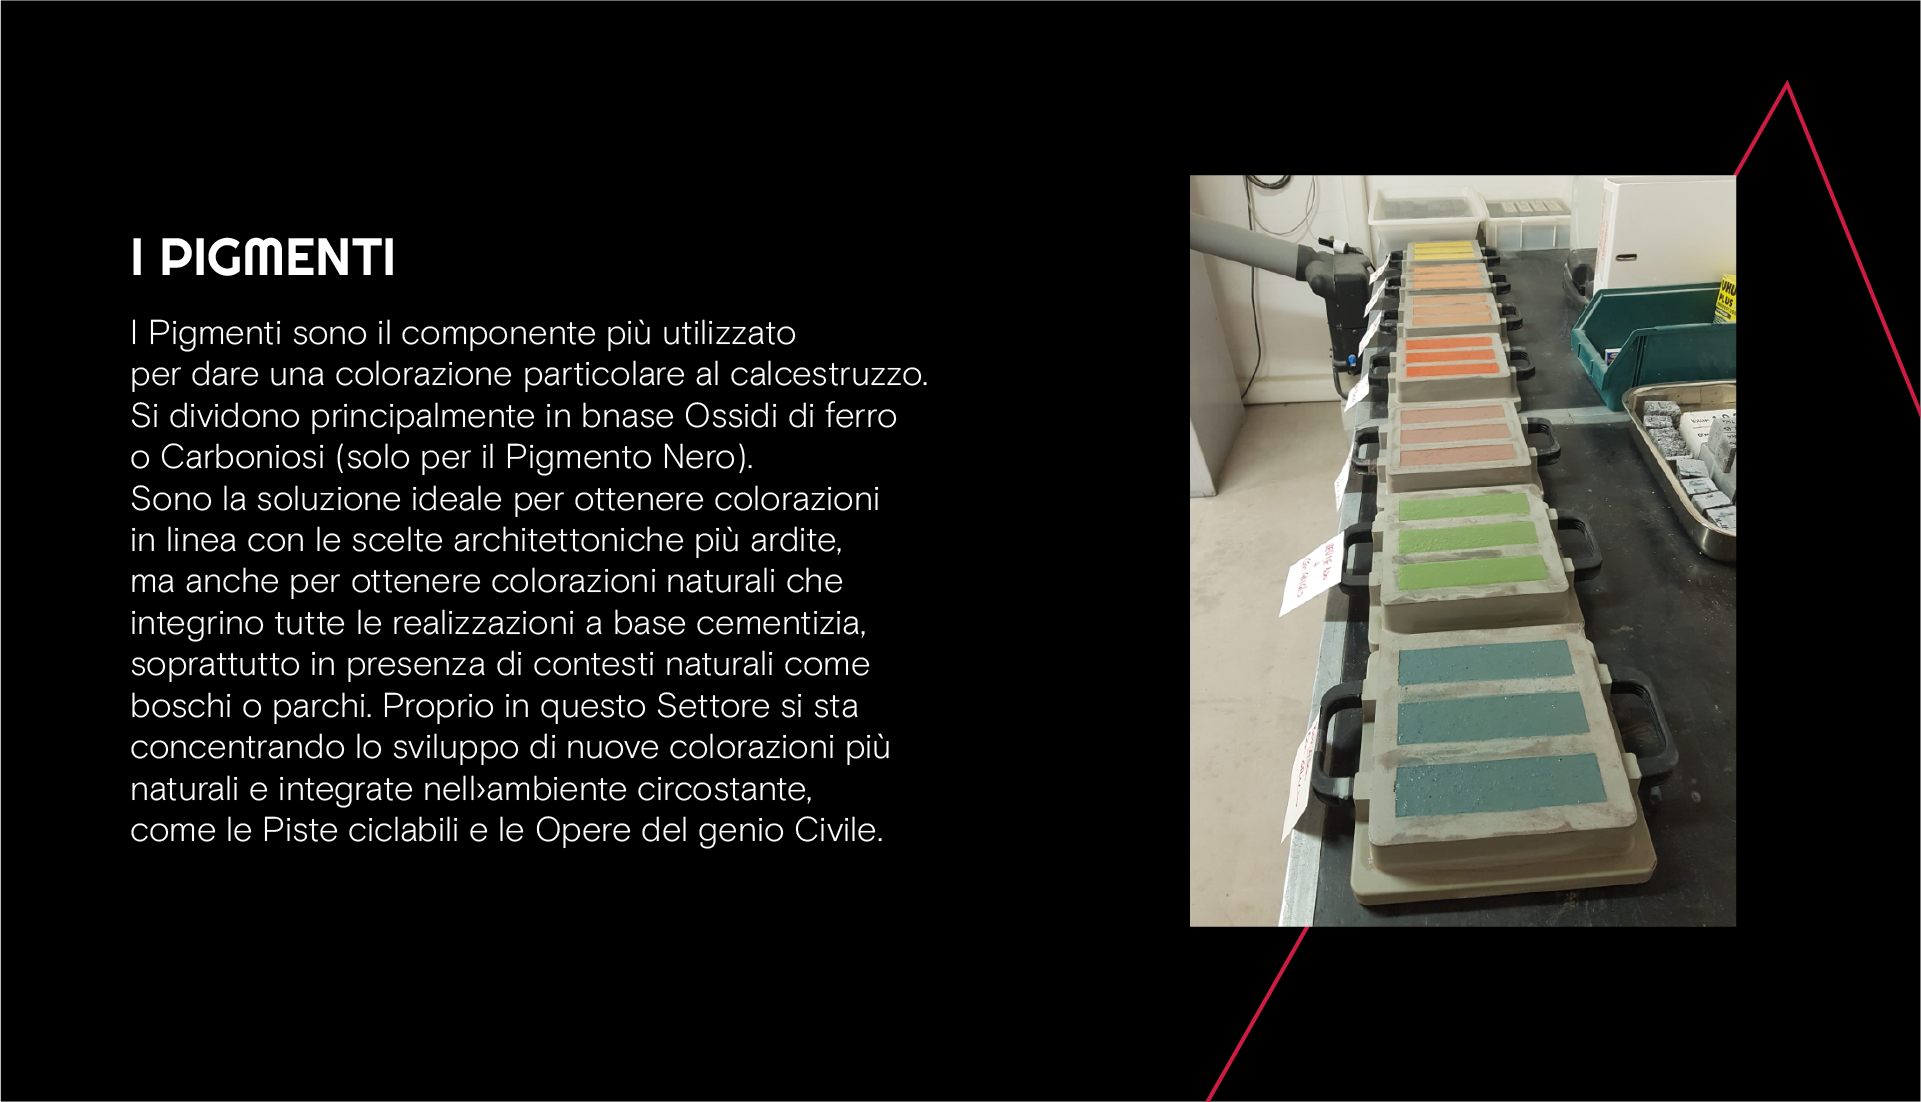 I PIGMENTI
I Pigmenti sono il componente più utilizzato
per dare una colorazione particolare al calcestruzzo.
Si dividono principalmente in bnase Ossidi di ferro
o Carboniosi (solo per il Pigmento Nero).
Sono la soluzione ideale per ottenere colorazioni
in linea con le scelte architettoniche più ardite,
ma anche per ottenere colorazioni naturali che
integrino tutte le realizzazioni a base cementizia,
soprattutto in presenza di contesti naturali come
boschi o parchi. Proprio in questo Settore si sta
concentrando lo sviluppo di nuove colorazioni più
naturali e integrate nell›ambiente circostante,
come le Piste ciclabili e le Opere del genio Civile.
UHU
PLUS